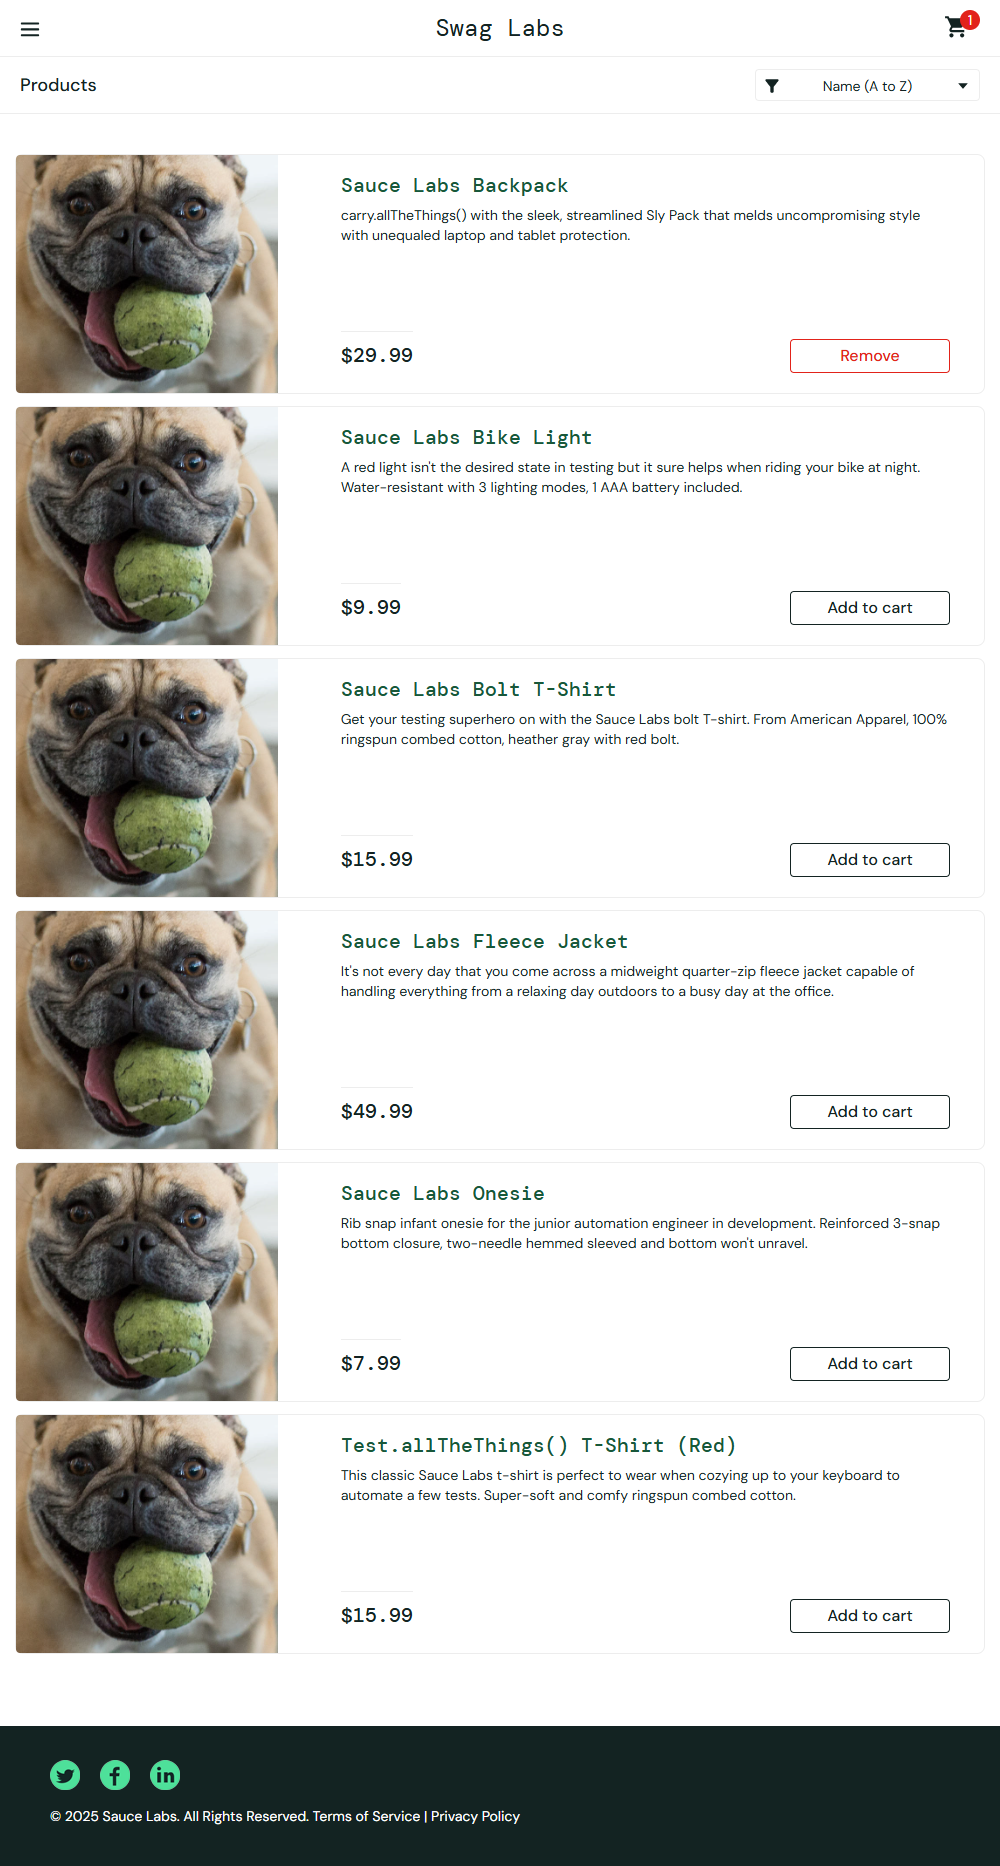 Swag Labs
1
Products
Name (A to Z)
Sauce Labs Backpack
carry.allTheThings() with the sleek, streamlined Sly Pack that melds uncompromising style
with unequaled laptop and tablet protection.
$29.99
Remove
Sauce Labs Bike Light
A red light isn't the desired state in testing but it sure helps when riding your bike at night.
Water-resistant with 3 lighting modes, 1 AAA battery included.
$9.99
Add to cart
Sauce Labs Bolt T-Shirt
Get your testing superhero on with the Sauce Labs bolt T-shirt. From American Apparel, 100%
ringspun combed cotton, heather gray with red bolt.
$15.99
Add to cart
Sauce Labs Fleece Jacket
It's not every day that you come across a midweight quarter-zip fleece jacket capable of
handling everything from a relaxing day outdoors to a busy day at the office.
$49.99
Add to cart
Sauce Labs Onesie
Rib snap infant onesie for the junior automation engineer in development. Reinforced 3-snap
bottom closure, two-needle hemmed sleeved and bottom won't unravel.
$7.99
Add to cart
Test.allTheThings() T-Shirt (Red)
This classic Sauce Labs t-shirt is perfect to wear when cozying up to your keyboard to
automate a few tests. Super-soft and comfy ringspun combed cotton.
$15.99
Add to cart
© 2025 Sauce Labs. All Rights Reserved. Terms of Service | Privacy Policy